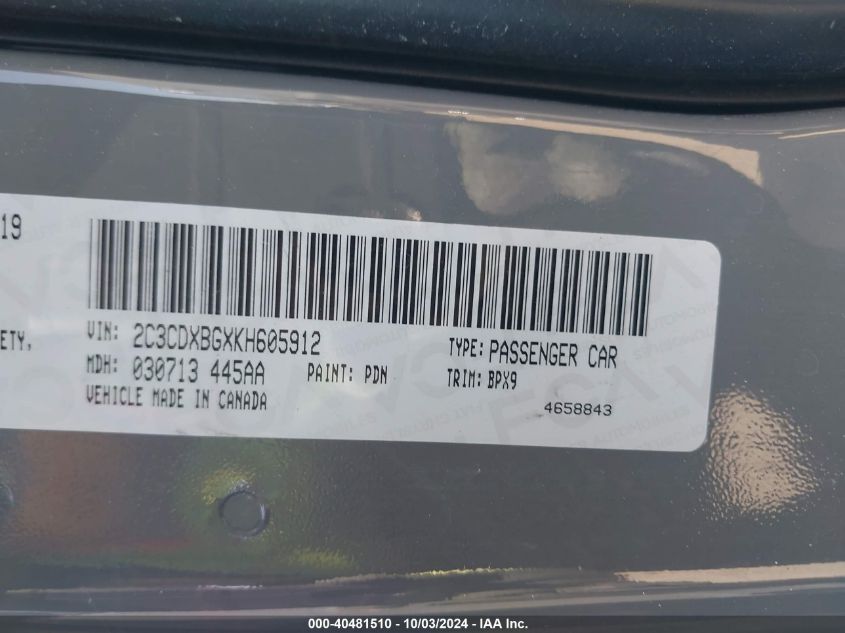 19
ETY,
VIN: 2C3CDXBGXKH605912 TYPE: PASSENGER CAR
MDH: 030713 445AA PAINT: PDN TRIM: BPX9
VEHICLE MADE IN CANADA 4658843
000-40481510 - 10/03/2024 - IAA Inc.